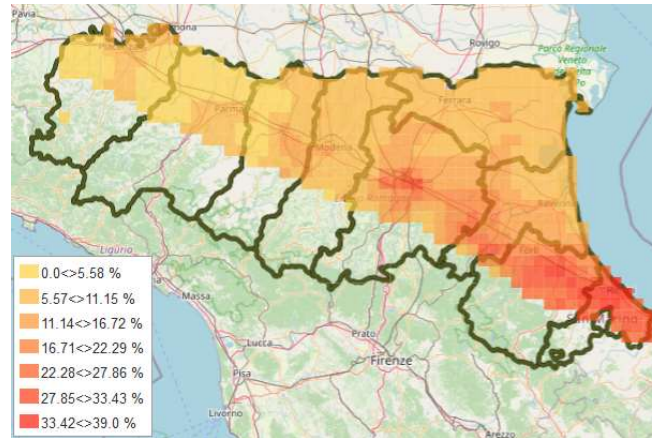 Pavia
Rovigo
Parco Regionale
Veneto
Parma
Ferrara
Modena
Forlì
Liguria
Massa
Lucca
Prato
Firenze
Pisa
Livorno
Arezzo
0.0<>5.58 %
5.57<>11.15 %
11.14<>16.72 %
16.71<>22.29 %
22.28<>27.86 %
27.85<>33.43 %
33.42<>39.0 %